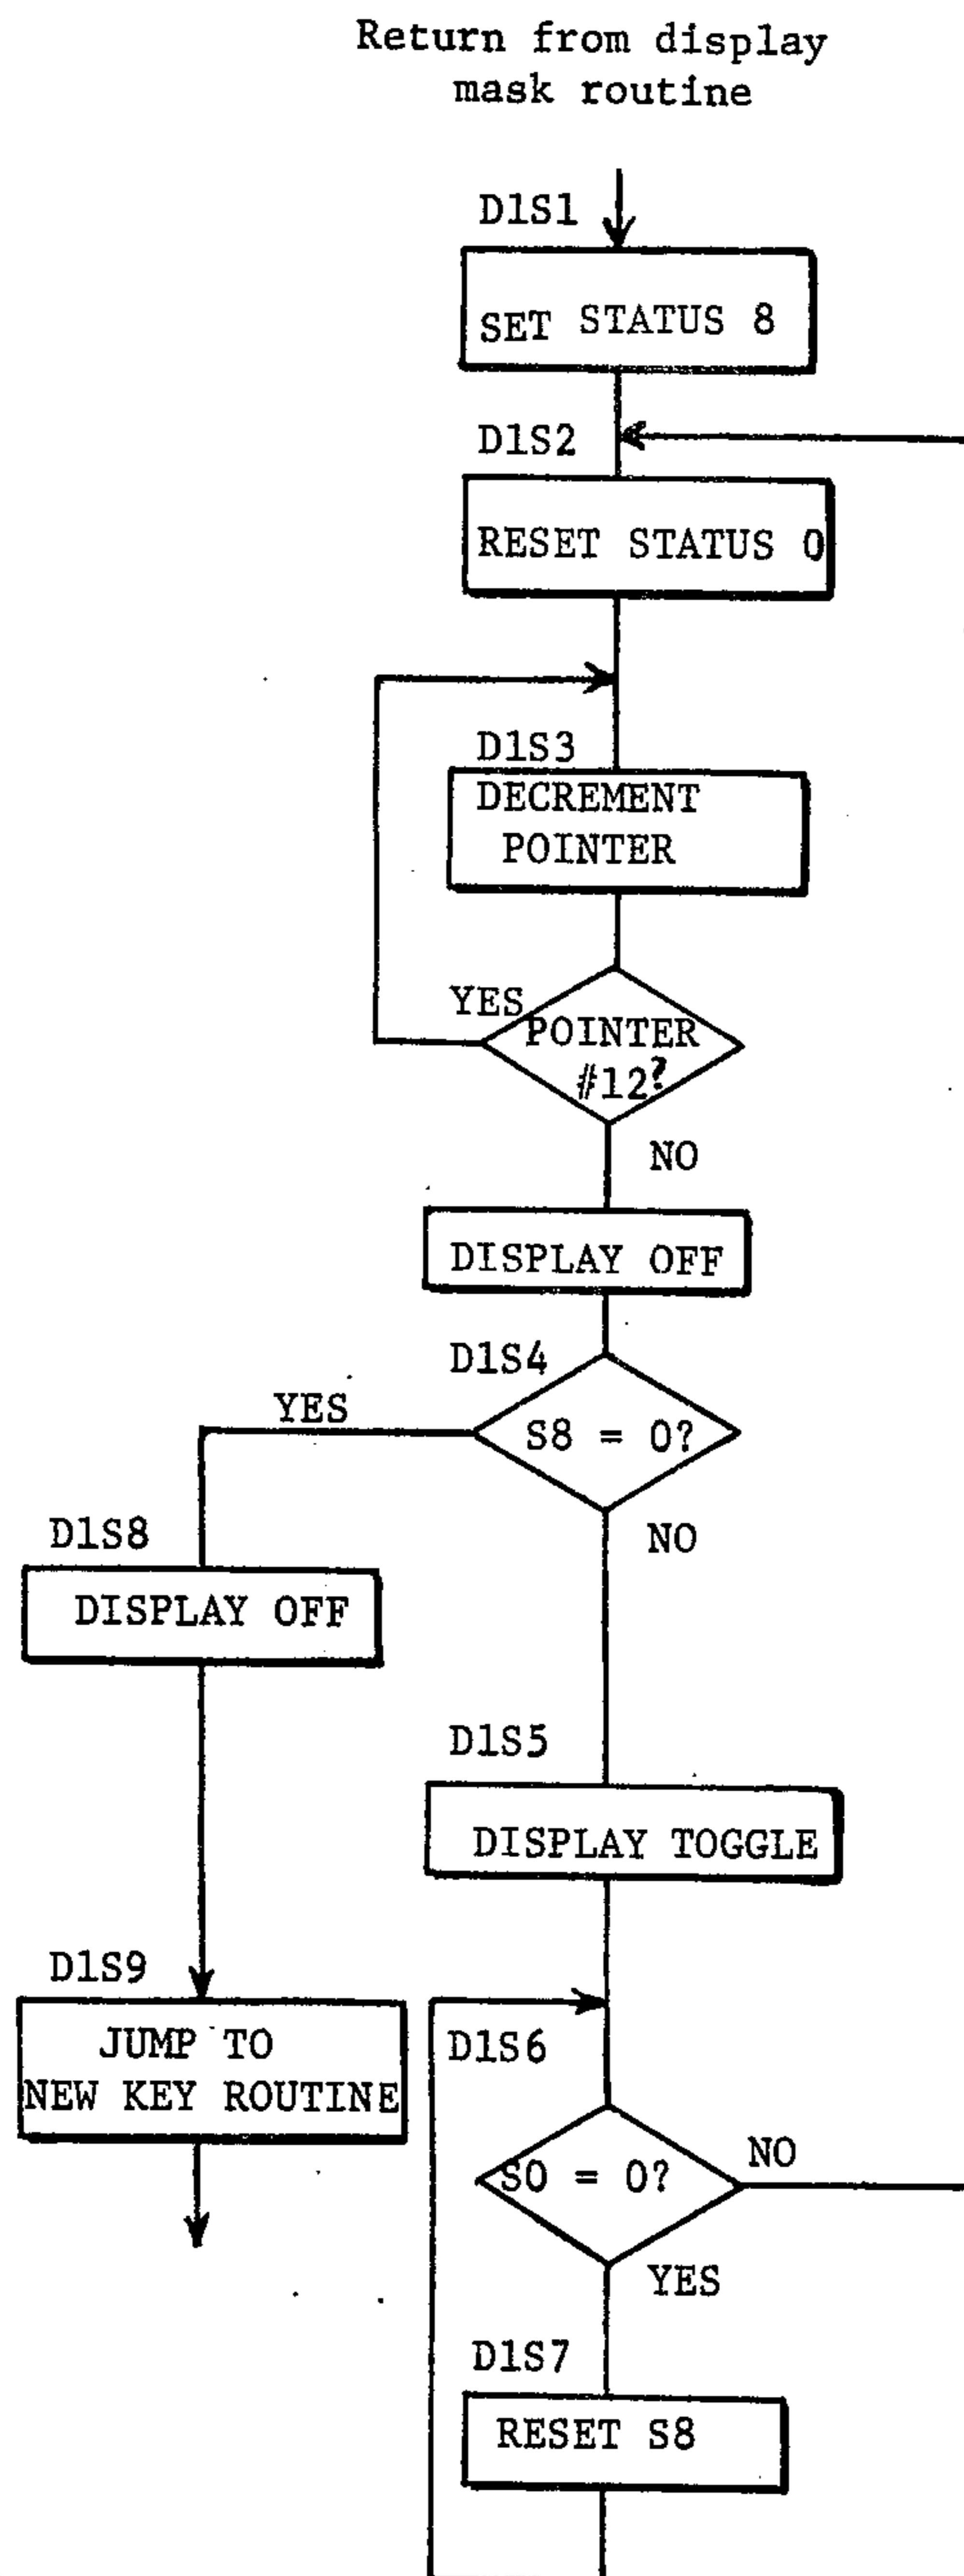 Return from display
mask routine
D1S1
SET STATUS 8
D1S2
RESET STATUS 0
D1S3
DECREMENT
POINTER
YES
POINTER
#12?
NO
DISPLAY OFF
D1S4
YES
S8 = 0?
NO
D1S8
DISPLAY OFF
D1S5
DISPLAY TOGGLE
D1S9
JUMP TO
NEW KEY ROUTINE
D1S6
S0 = 0?
NO
YES
D1S7
RESET S8